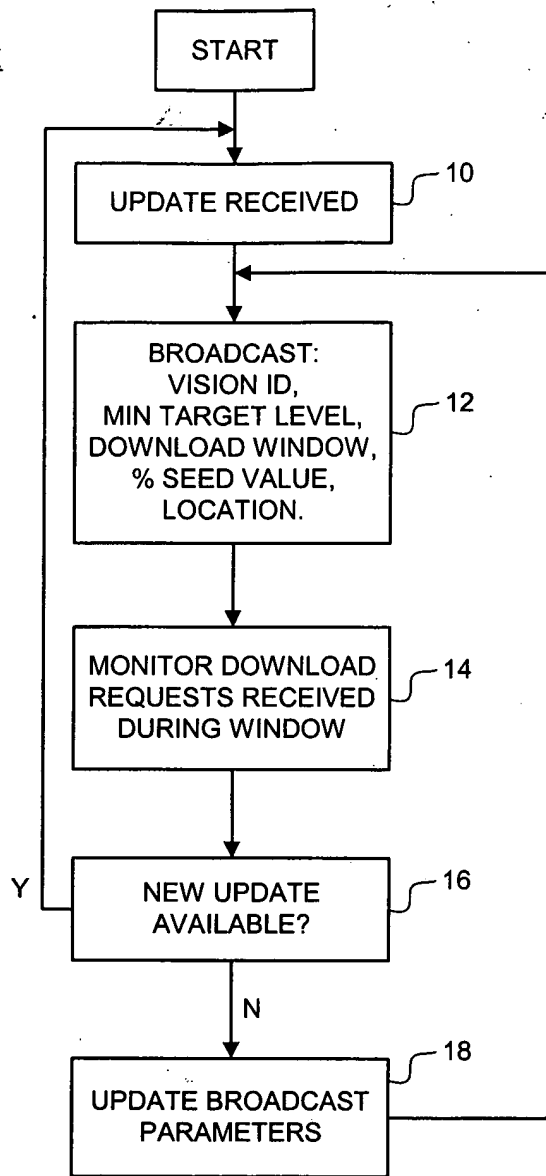 START
UPDATE RECEIVED
10
BROADCAST:
VISION ID,
MIN TARGET LEVEL,
DOWNLOAD WINDOW,
% SEED VALUE,
LOCATION.
12
MONITOR DOWNLOAD
REQUESTS RECEIVED
DURING WINDOW
14
Y
NEW UPDATE
AVAILABLE?
16
N
18
UPDATE BROADCAST
PARAMETERS